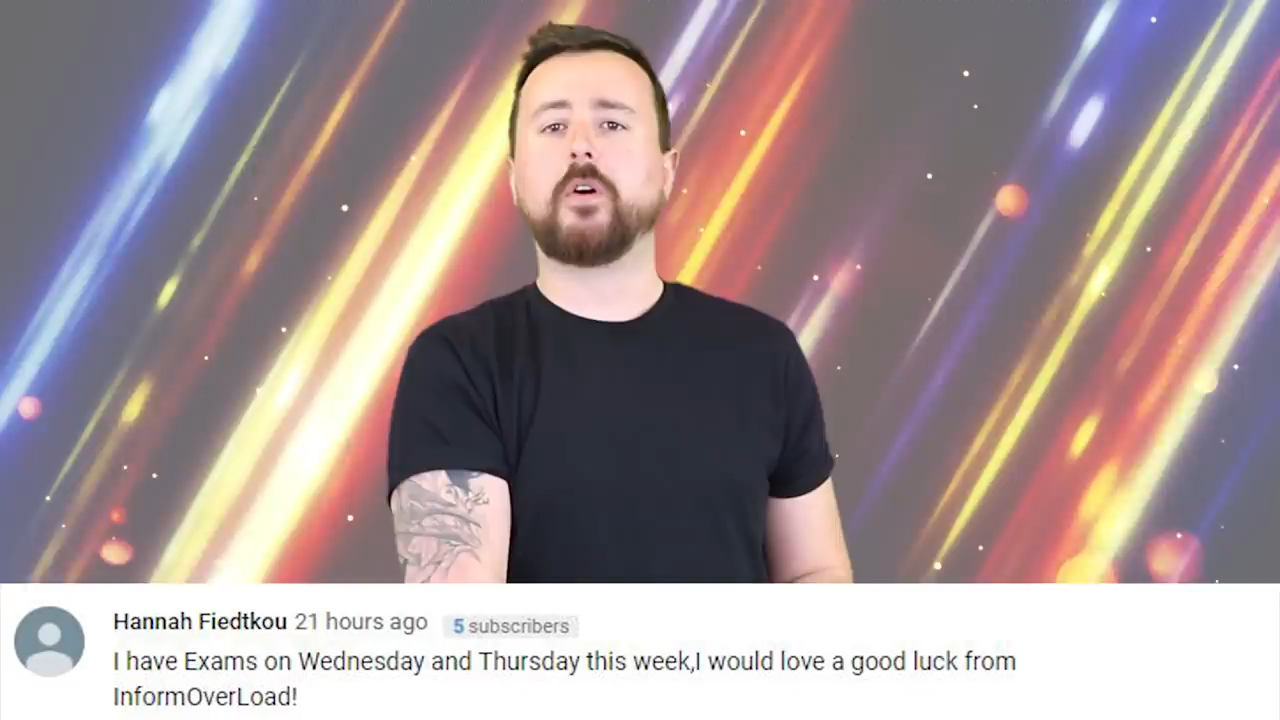 Hannah Fiedtkou 21 hours ago 5 subscribers
I have Exams on Wednesday and Thursday this week,I would love a good luck from
InformOverLoad!